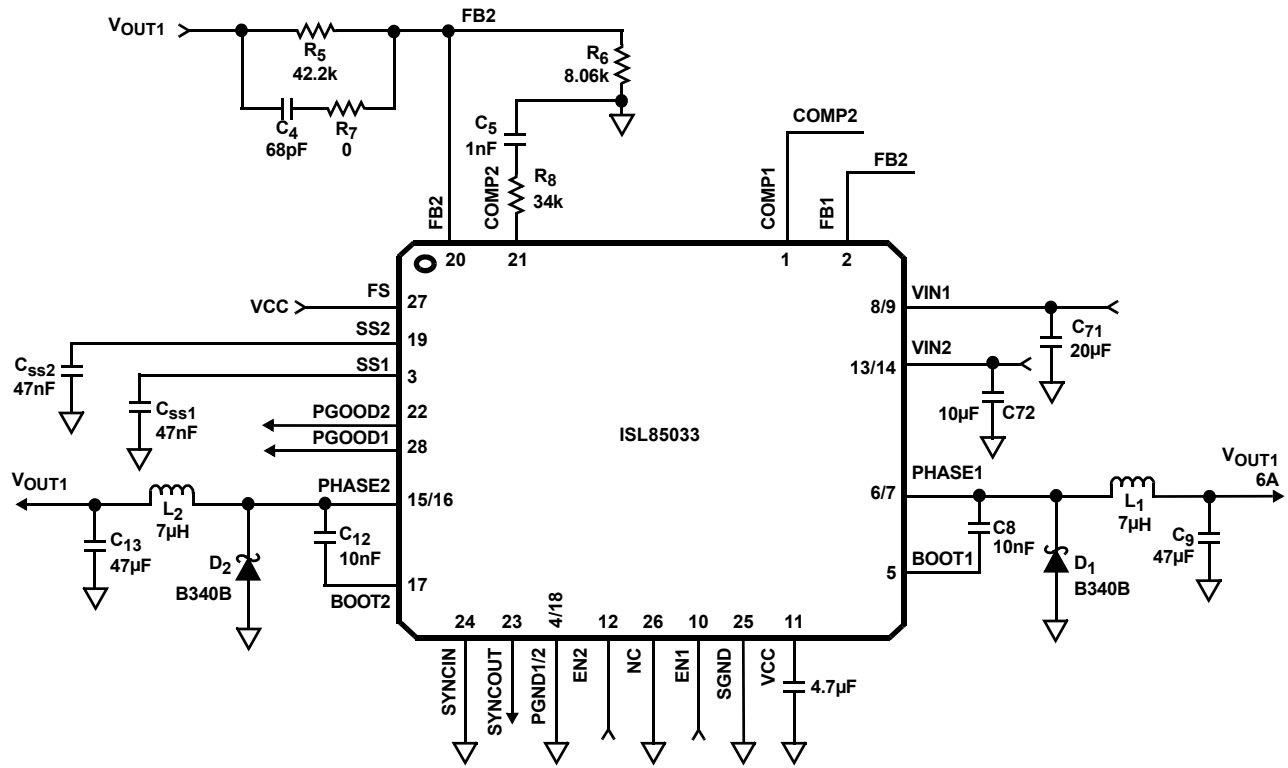 VOUT1
FB2
R5
42.2k
R6
8.06k
C4
68pF
R7
0
C5
1nF
COMP2
R8
34k
FB2
COMP2
COMP1
FB2
FB1
20
21
1
2
VCC
FS
27
SS2
19
SS1
3
Css2
47nF
Css1
47nF
PGOOD2
22
PGOOD1
28
ISL85033
8/9
VIN1
C71
20µF
13/14
VIN2
10µF
C72
VOUT1
PHASE2
15/16
L2
7µH
C13
47µF
D2
B340B
C12
10nF
BOOT2
17
6/7
PHASE1
VOUT1
6A
L1
7µH
C8
10nF
C9
47µF
5
BOOT1
D1
B340B
24
23
4/18
12
26
10
25
11
SYNCIN
SYNCOUT
PGND1/2
EN2
NC
EN1
SGND
VCC
4.7µF